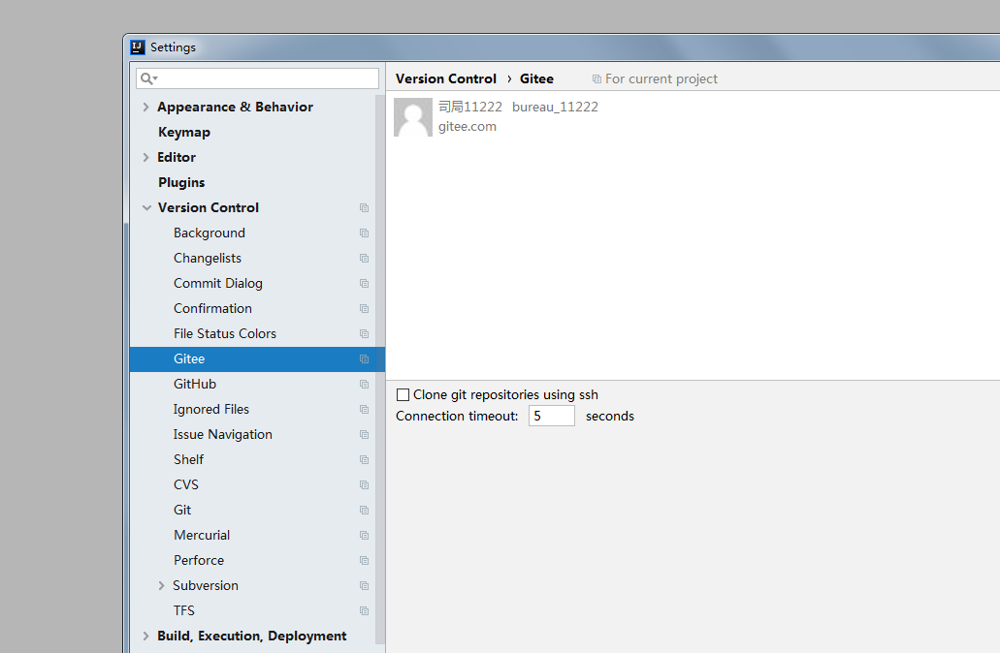 IJ Settings
Version Control › Gitee For current project
Appearance & Behavior
Keymap
Editor
Plugins
Version Control
Background
Changelists
Commit Dialog
Confirmation
File Status Colors
Gitee
GitHub
Ignored Files
Issue Navigation
Shelf
CVS
Git
Mercurial
Perforce
Subversion
TFS
Build, Execution, Deployment
司局11222 bureau_11222
gitee.com
Clone git repositories using ssh
Connection timeout: 5 seconds